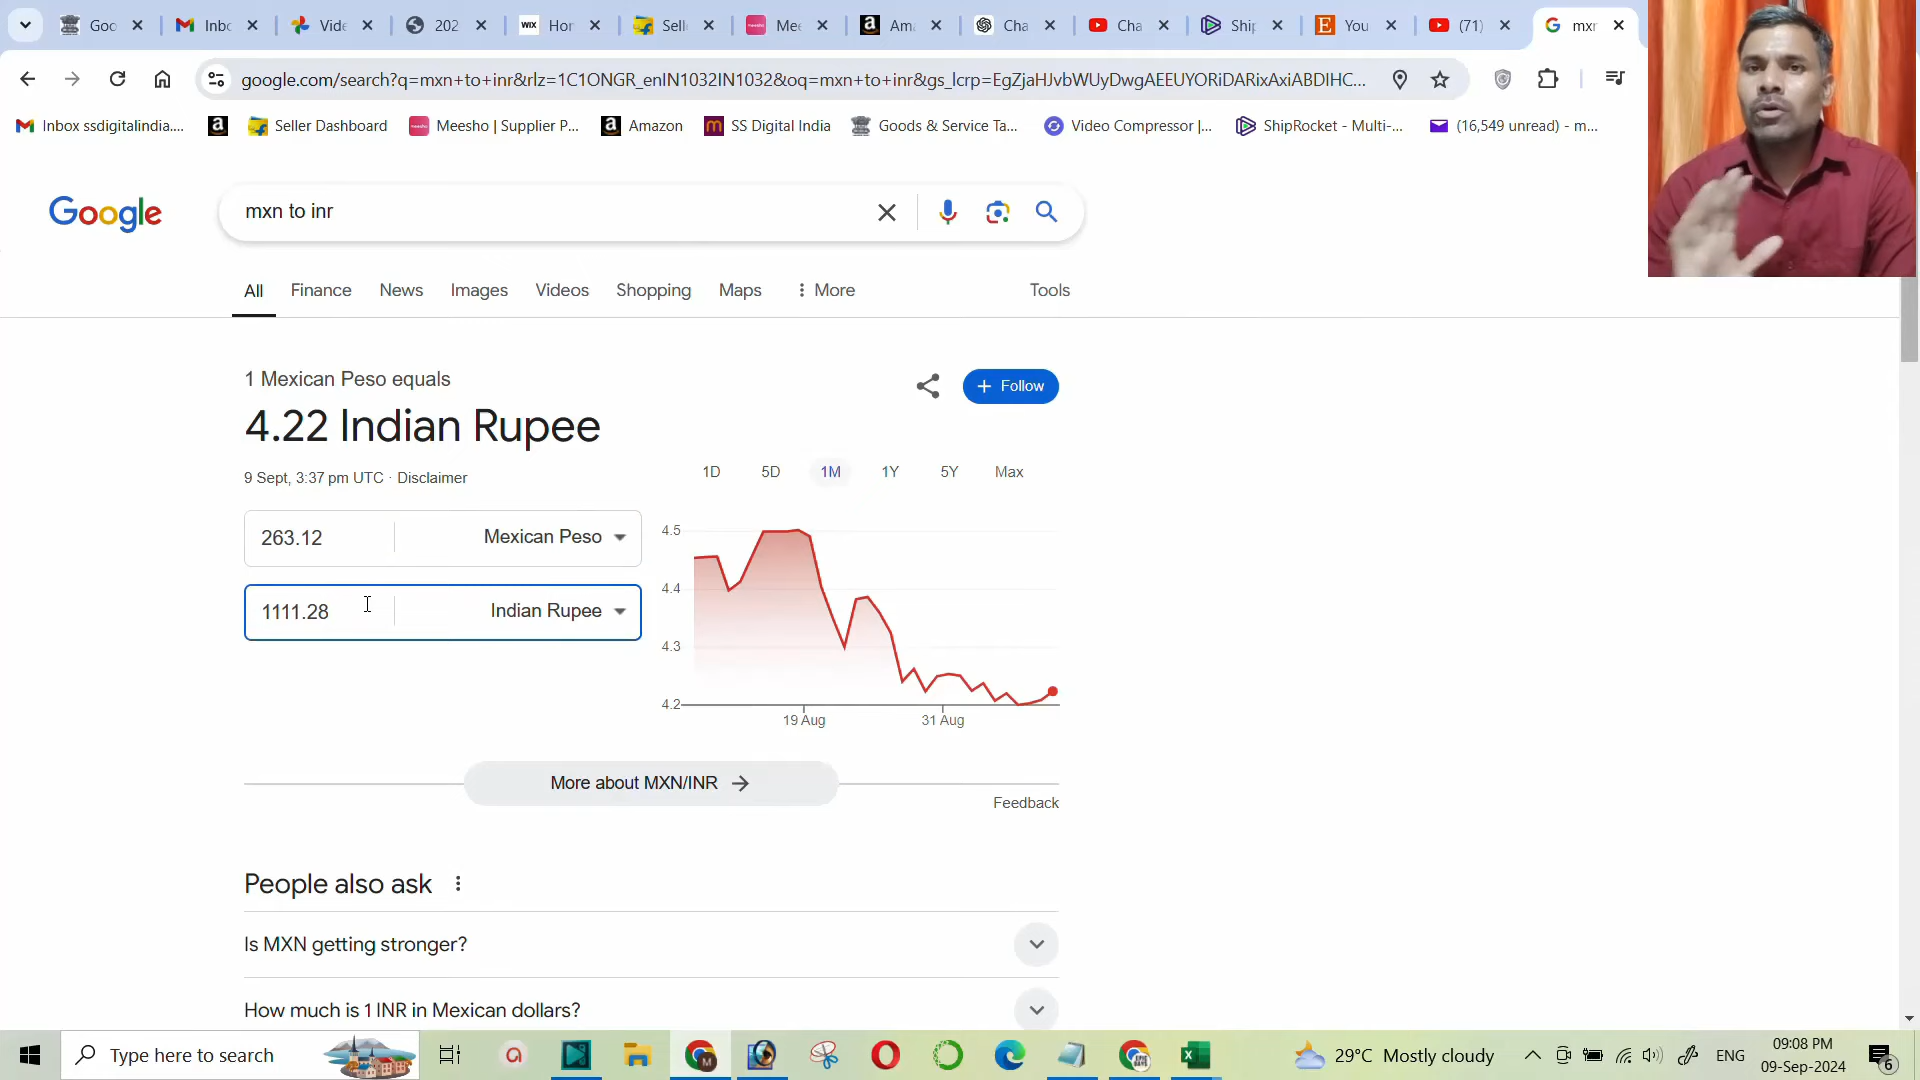 Goo
Inbc
Vide
202
WIX Hor
Sell
Mee
a Am
Cha
Cha
Ship
E You
(71)
G mxn
google.com/search?q=mxn+to+inr&rlz=1C1ONGR_enIN1032IN1032&oq=mxn+to+inr&gs_lcrp=EgZjaHJvbWUyDwgAEEUYORiDARixAxiABDIHC...
Inbox ssdigitalindia....
a
Seller Dashboard
Meesho | Supplier P...
a Amazon
m SS Digital India
Goods & Service Ta...
Video Compressor |...
ShipRocket - Multi-...
(16,549 unread) - m...
Google
mxn to inr
All
Finance
News
Images
Videos
Shopping
Maps
More
Tools
1 Mexican Peso equals
4.22 Indian Rupee
9 Sept, 3:37 pm UTC · Disclaimer
+ Follow
1D
5D
1M
1Y
5Y
Max
263.12
Mexican Peso
1111.28
Indian Rupee
4.5
4.4
4.3
4.2
19 Aug
31 Aug
More about MXN/INR
Feedback
People also ask
Is MXN getting stronger?
How much is 1 INR in Mexican dollars?
Type here to search
29°C Mostly cloudy
ENG
09:08 PM
09-Sep-2024
6